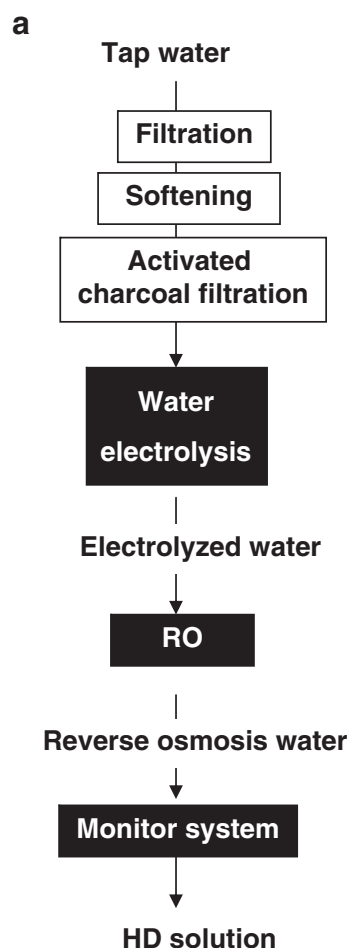 a
Tap water
Filtration
Softening
Activated
charcoal filtration
Water
electrolysis
Electrolyzed water
RO
Reverse osmosis water
Monitor system
HD solution